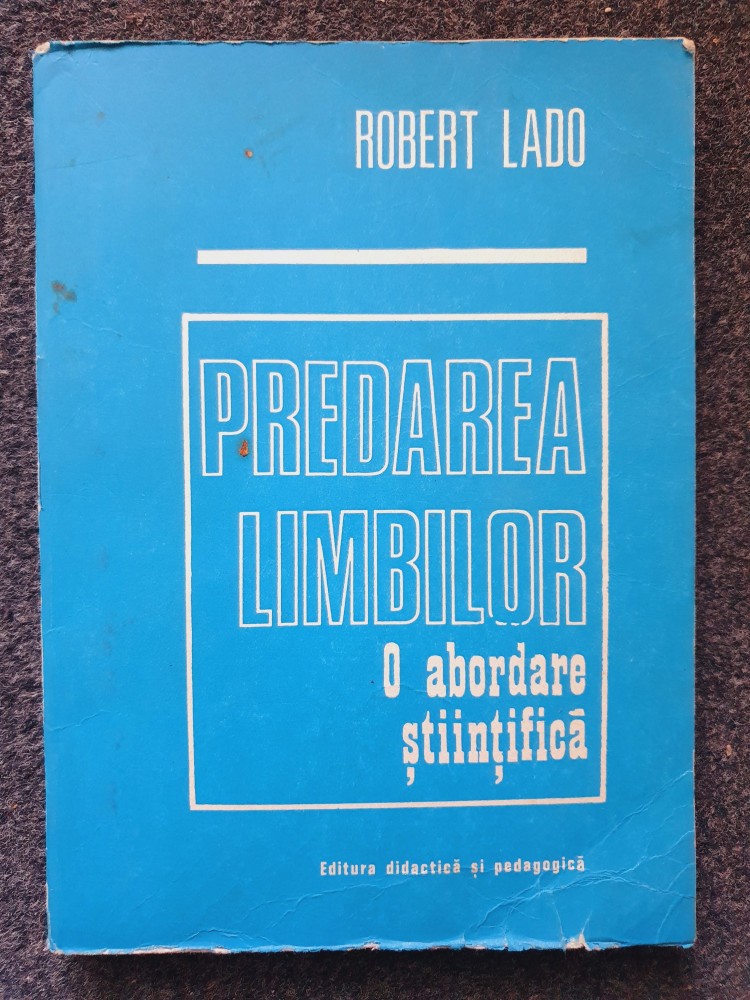 ROBERT LADO
PREDAREA
LIMBILOR
O abordare
științifică
Editura didactică și pedagogică